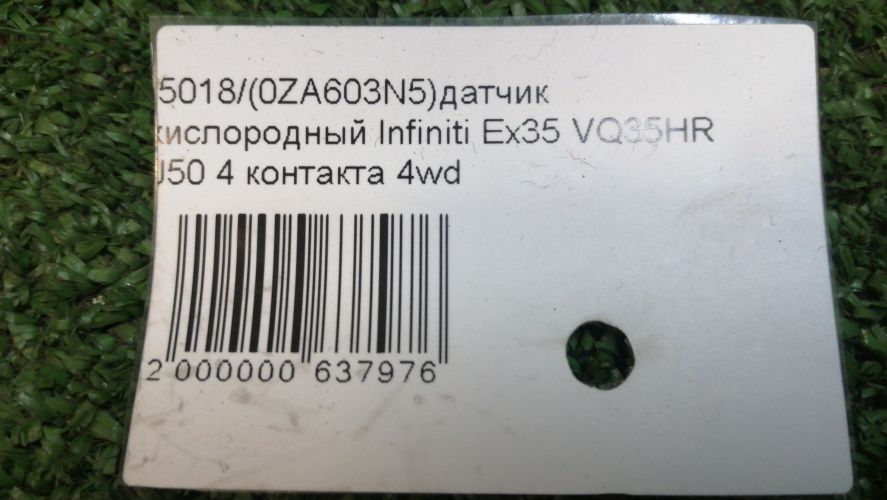 5018/(0ZA603N5)датчик
кислородный Infiniti Ex35 VQ35HR
J50 4 контакта 4wd
2 000000 637976